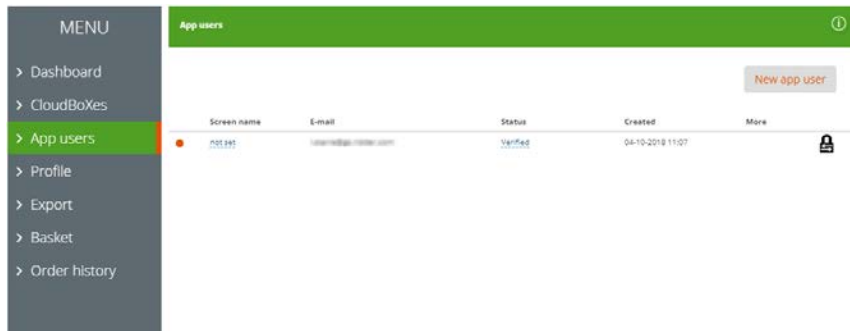 MENU
App users
> Dashboard
New app user
> CloudBoXes
Screen name E-mail Status Created More
> App users
not set Verified 04-10-2018 11:07
> Profile
> Export
> Basket
> Order history